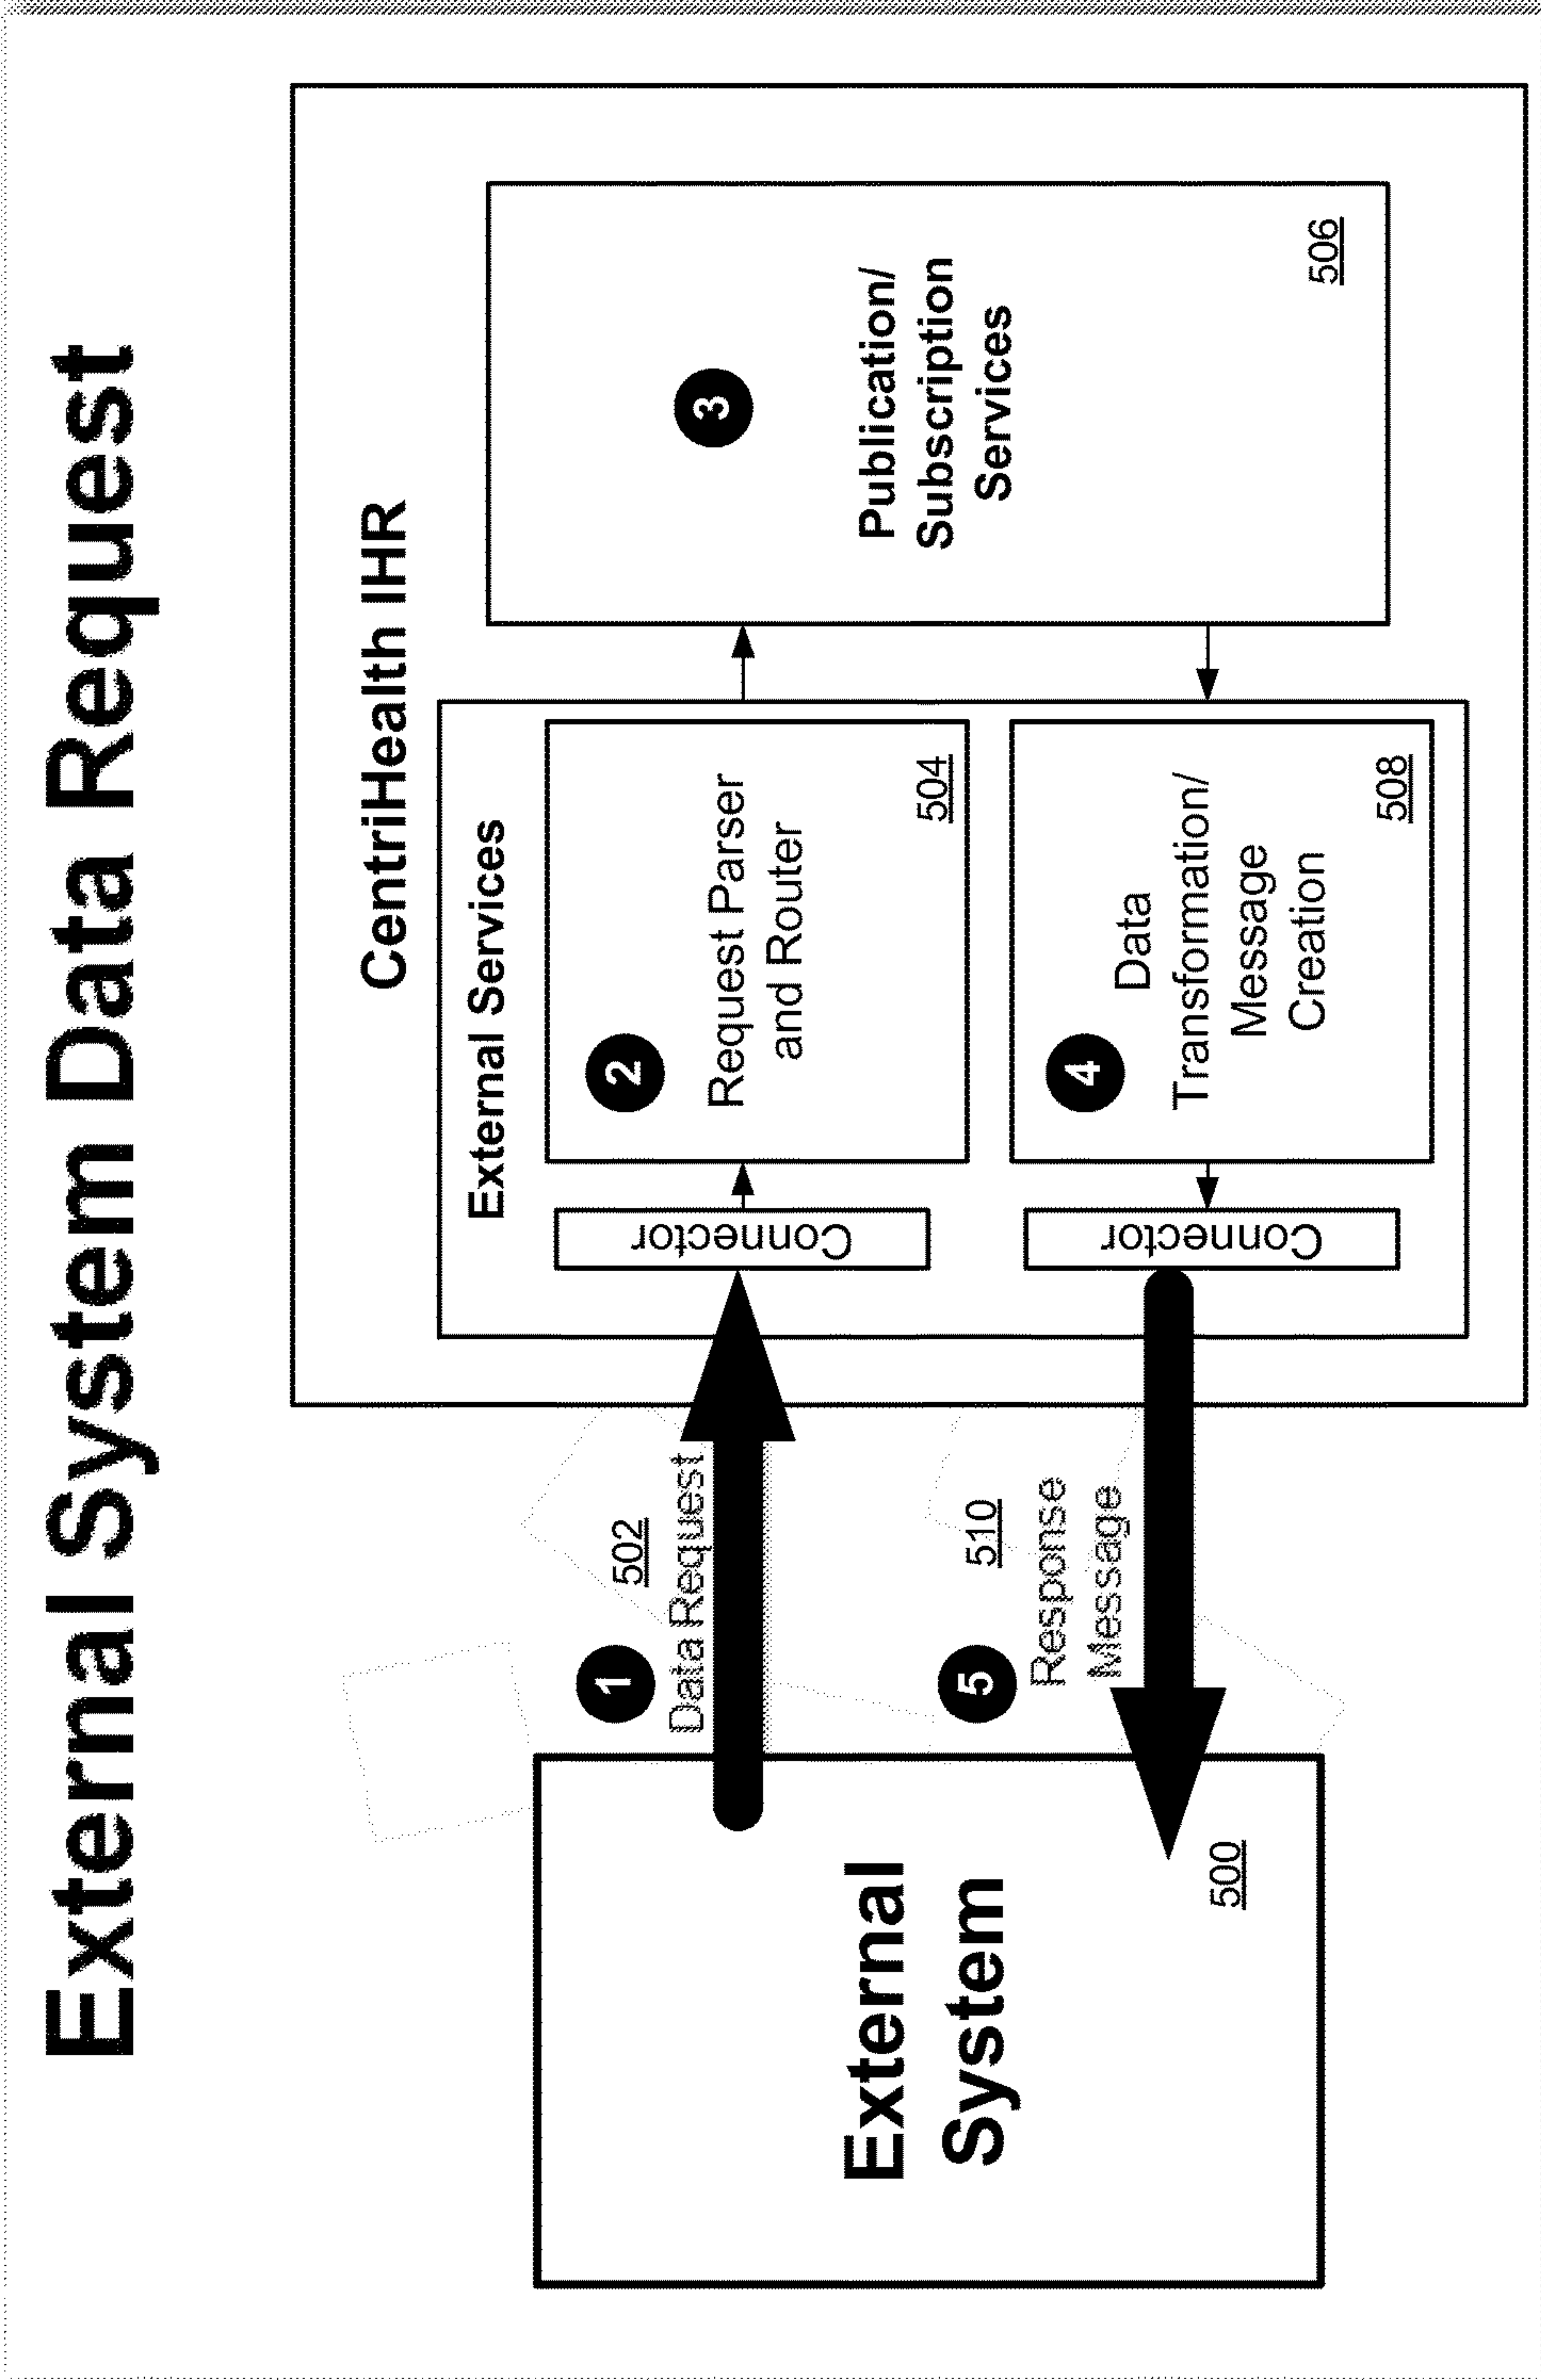 External System Data Request
CentriHealth IHR
External Services
1
502
Data Request
Connector
2
Request Parser
and Router
504
3
Publication/
Subscription
Services
506
4
Data
Transformation/
Message
Creation
508
Connector
5
510
Response
Message
External
System
500